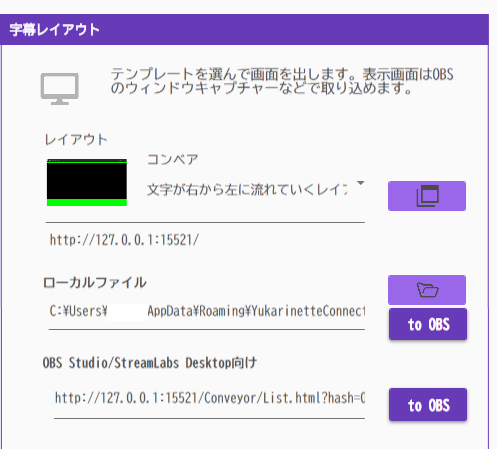 字幕レイアウト
テンプレートを選んで画面を出します。表示画面はOBS
のウィンドウキャプチャーなどで取り込めます。
レイアウト
コンベア
文字が右から左に流れていくレイア
http://127.0.0.1:15521/
ローカルファイル
C:¥Users¥ AppData¥Roaming¥YukarinetteConnect
to OBS
OBS Studio/StreamLabs Desktop向け
http://127.0.0.1:15521/Conveyor/List.html?hash=
to OBS